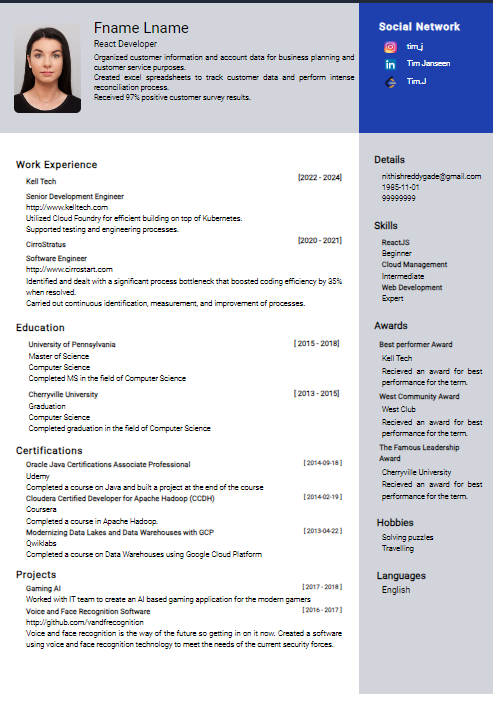 Fname Lname
React Developer
Organized customer information and account data for business planning and
customer service purposes.
Created excel spreadsheets to track customer data and perform intense
reconciliation process.
Received 97% positive customer survey results.
Social Network
tim_j
Tim Janseen
Tim.J
Work Experience
Kell Tech
[2022 - 2024]
Senior Development Engineer
http://www.kelltech.com
Utilized Cloud Foundry for efficient building on top of Kubernetes.
Supported testing and engineering processes.
CirroStratus
[2020 - 2021]
Software Engineer
http://www.cirrostart.com
Identified and dealt with a significant process bottleneck that boosted coding efficiency by 35%
when resolved.
Carried out continuous identification, measurement, and improvement of processes.
Education
University of Pennsylvania
[ 2015 - 2018]
Master of Science
Computer Science
Completed MS in the field of Computer Science
Cherryville University
[ 2013 - 2015]
Graduation
Computer Science
Completed graduation in the field of Computer Science
Certifications
Oracle Java Certifications Associate Professional
[ 2014-09-18 ]
Udemy
Completed a course on Java and built a project at the end of the course
Cloudera Certified Developer for Apache Hadoop (CCDH)
[ 2014-02-19 ]
Coursera
Completed a course in Apache Hadoop.
Modernizing Data Lakes and Data Warehouses with GCP
[ 2013-04-22 ]
Qwiklabs
Completed a course on Data Warehouses using Google Cloud Platform
Projects
Gaming AI
[ 2017 - 2018 ]
Worked with IT team to create an AI based gaming application for the modern gamers
Voice and Face Recognition Software
[ 2016 - 2017 ]
http://github.com/vandfrecognition
Voice and face recognition is the way of the future so getting in on it now. Created a software
using voice and face recognition technology to meet the needs of the current security forces.
Details
nithishreddygade@gmail.com
1985-11-01
99999999
Skills
ReactJS
Beginner
Cloud Management
Intermediate
Web Development
Expert
Awards
Best performer Award
Kell Tech
Recieved an award for best
performance for the term.
West Community Award
West Club
Recieved an award for best
performance for the term.
The Famous Leadership
Award
Cherryville University
Recieved an award for best
performance for the term.
Hobbies
Solving puzzles
Travelling
Languages
English